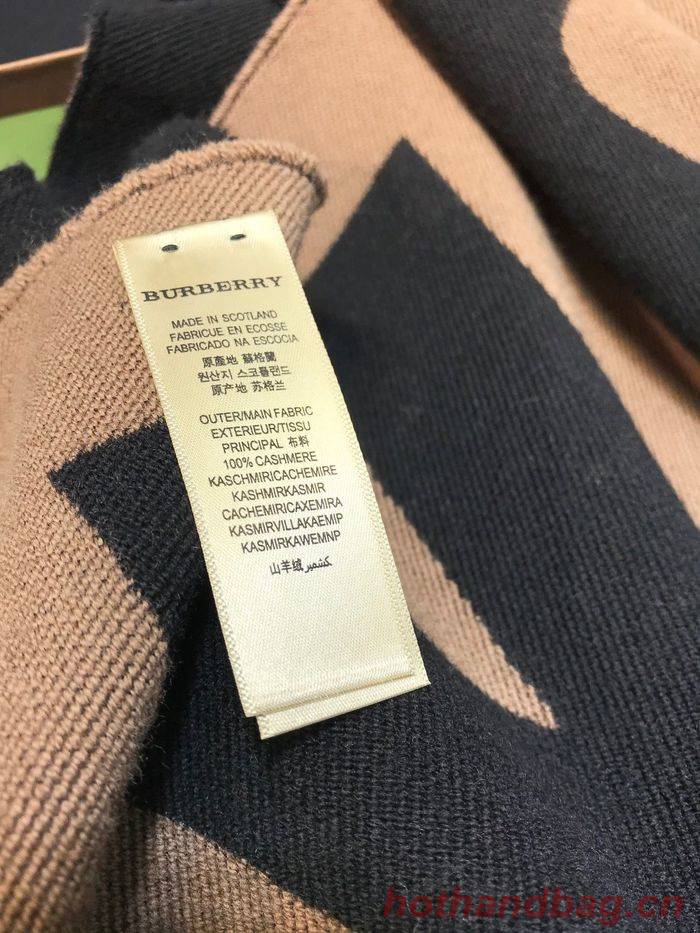 BURBERRY
MADE IN SCOTLAND
FABRIQUE EN ECOSSE
FABRICADO NA ESCOCIA
原產地 蘇格蘭
원산지 스코틀랜드
原产地 苏格兰
OUTER/MAIN FABRIC
EXTERIEUR/TISSU
PRINCIPAL 布料
100% CASHMERE
KASCHMIRICACHEMIRE
KASHMIRKASMIR
CACHEMIRICAXEMIRA
KASMIRVILLAKAEMIP
KASMIRKAWEMNP
山羊绒 كشمير
hothandbag.cn